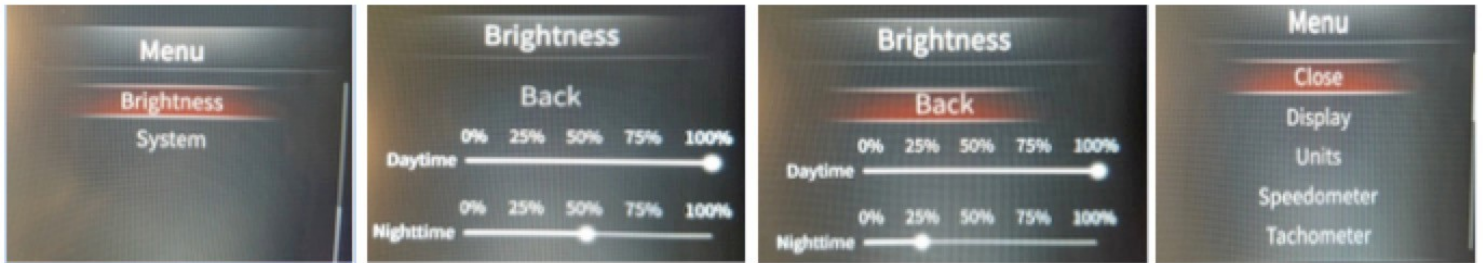 Menu
Brightness
System
Brightness
Back
0% 25% 50% 75% 100%
Daytime
0% 25% 50% 75% 100%
Nighttime
Brightness
Back
0% 25% 50% 75% 100%
Daytime
0% 25% 50% 75% 100%
Nighttime
Menu
Close
Display
Units
Speedometer
Tachometer